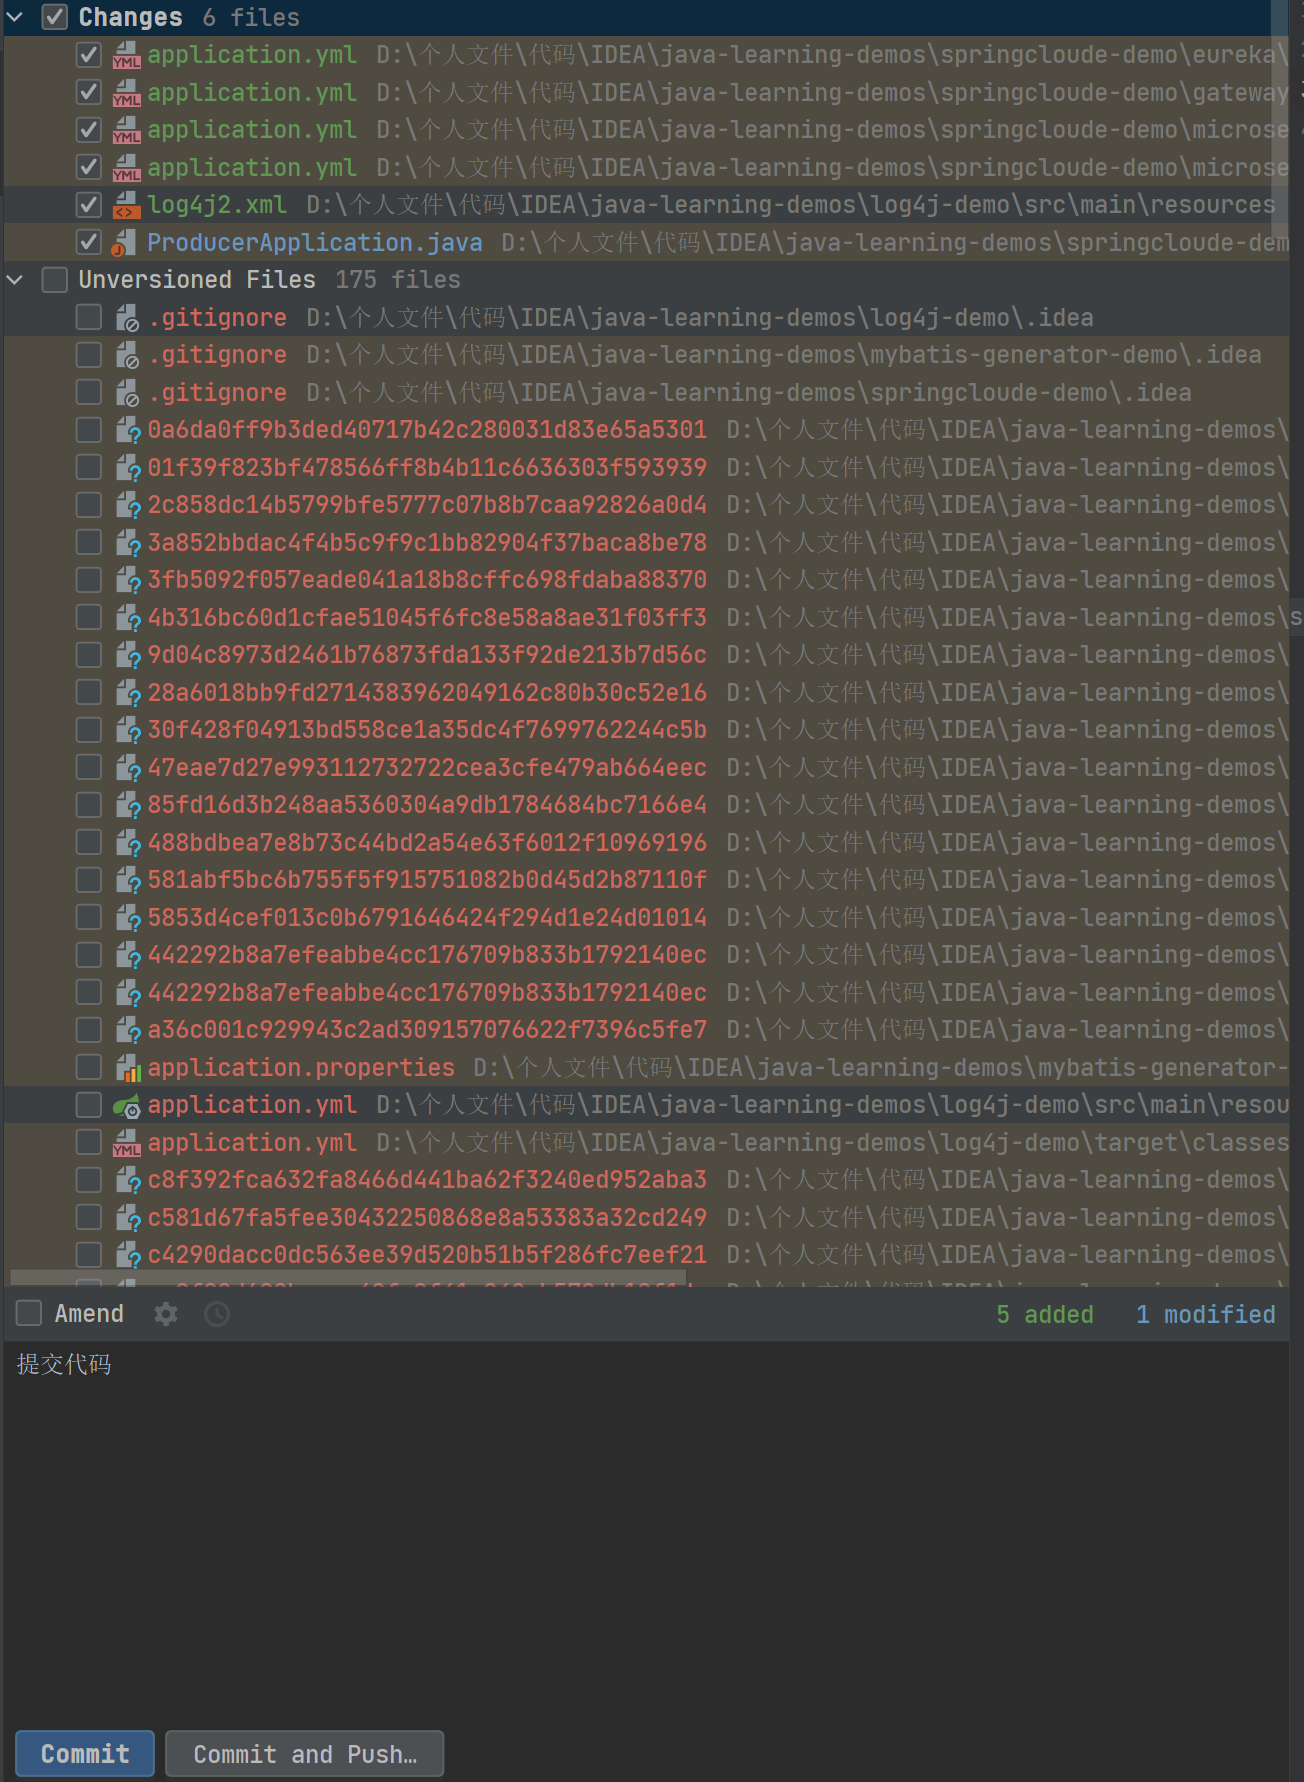 Changes 6 files
application.yml D:\个人文件\代码\IDEA\java-learning-demos\springcloude-demo\eureka\
application.yml D:\个人文件\代码\IDEA\java-learning-demos\springcloude-demo\gateway
application.yml D:\个人文件\代码\IDEA\java-learning-demos\springcloude-demo\microse
application.yml D:\个人文件\代码\IDEA\java-learning-demos\springcloude-demo\microse
log4j2.xml D:\个人文件\代码\IDEA\java-learning-demos\log4j-demo\src\main\resources
ProducerApplication.java D:\个人文件\代码\IDEA\java-learning-demos\springcloude-dem
Unversioned Files 175 files
.gitignore D:\个人文件\代码\IDEA\java-learning-demos\log4j-demo\.idea
.gitignore D:\个人文件\代码\IDEA\java-learning-demos\mybatis-generator-demo\.idea
.gitignore D:\个人文件\代码\IDEA\java-learning-demos\springcloude-demo\.idea
0a6da0ff9b3ded40717b42c280031d83e65a5301 D:\个人文件\代码\IDEA\java-learning-demos\
01f39f823bf478566ff8b4b11c6636303f593939 D:\个人文件\代码\IDEA\java-learning-demos\
2c858dc14b5799bfe5777c07b8b7caa92826a0d4 D:\个人文件\代码\IDEA\java-learning-demos\
3a852bbdac4f4b5c9f9c1bb82904f37baca8be78 D:\个人文件\代码\IDEA\java-learning-demos\
3fb5092f057eade041a18b8cffc698fdaba88370 D:\个人文件\代码\IDEA\java-learning-demos\
4b316bc60d1cfae51045f6fc8e58a8ae31f03ff3 D:\个人文件\代码\IDEA\java-learning-demos\
9d04c8973d2461b76873fda133f92de213b7d56c D:\个人文件\代码\IDEA\java-learning-demos\
28a6018bb9fd2714383962049162c80b30c52e16 D:\个人文件\代码\IDEA\java-learning-demos\
30f428f04913bd558ce1a35dc4f7699762244c5b D:\个人文件\代码\IDEA\java-learning-demos\
47eae7d27e993112732722cea3cfe479ab664eec D:\个人文件\代码\IDEA\java-learning-demos\
85fd16d3b248aa5360304a9db1784684bc7166e4 D:\个人文件\代码\IDEA\java-learning-demos\
488bdbea7e8b73c44bd2a54e63f6012f10969196 D:\个人文件\代码\IDEA\java-learning-demos\
581abf5bc6b755f5f915751082b0d45d2b87110f D:\个人文件\代码\IDEA\java-learning-demos\
5853d4cef013c0b6791646424f294d1e24d01014 D:\个人文件\代码\IDEA\java-learning-demos\
442292b8a7efeabbe4cc176709b833b1792140ec D:\个人文件\代码\IDEA\java-learning-demos\
442292b8a7efeabbe4cc176709b833b1792140ec D:\个人文件\代码\IDEA\java-learning-demos\
a36c001c929943c2ad309157076622f7396c5fe7 D:\个人文件\代码\IDEA\java-learning-demos\
application.properties D:\个人文件\代码\IDEA\java-learning-demos\mybatis-generator-
application.yml D:\个人文件\代码\IDEA\java-learning-demos\log4j-demo\src\main\resou
application.yml D:\个人文件\代码\IDEA\java-learning-demos\log4j-demo\target\classes
c8f392fca632fa8466d441ba62f3240ed952aba3 D:\个人文件\代码\IDEA\java-learning-demos\
c581d67fa5fee30432250868e8a53383a32cd249 D:\个人文件\代码\IDEA\java-learning-demos\
c4290dacc0dc563ee39d520b51b5f286fc7eef21 D:\个人文件\代码\IDEA\java-learning-demos\
Amend 5 added 1 modified
提交代码
Commit Commit and Push…